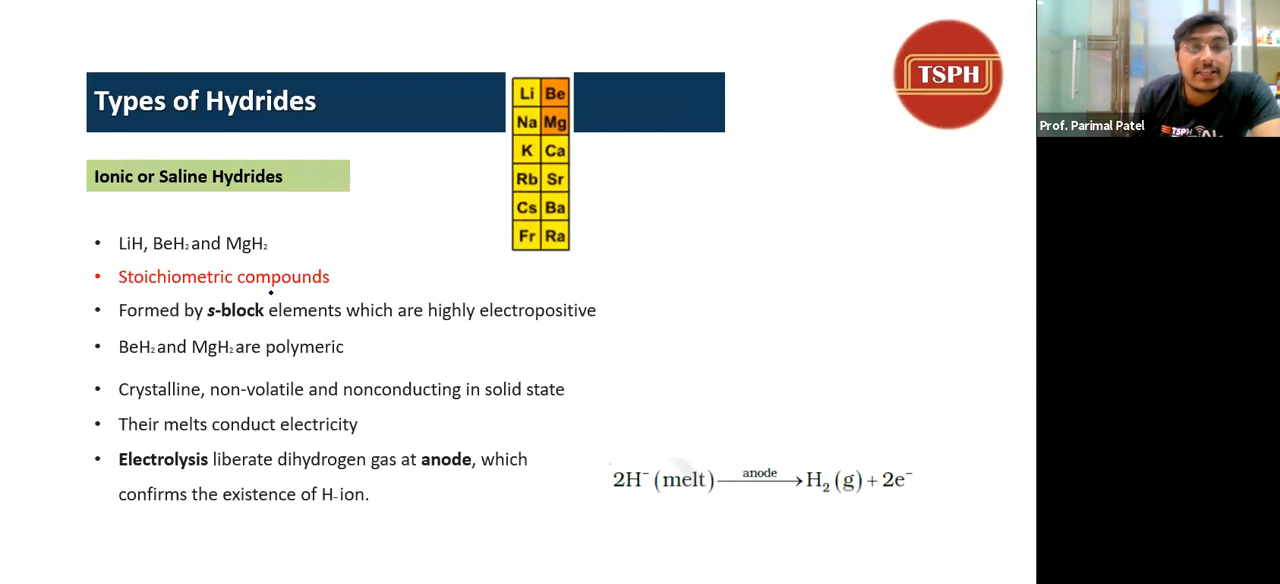 TSPH
Types of Hydrides
Li Be
Na Mg
K Ca
Rb Sr
Cs Ba
Fr Ra
Prof. Parimal Patel
TSPH
Ionic or Saline Hydrides
• LiH, BeH₂ and MgH₂
• Stoichiometric compounds
• Formed by s-block elements which are highly electropositive
• BeH₂ and MgH₂ are polymeric
• Crystalline, non-volatile and nonconducting in solid state
• Their melts conduct electricity
• Electrolysis liberate dihydrogen gas at anode, which
confirms the existence of H₋ ion.
2H⁻ (melt) —anode→ H₂ (g) + 2e⁻